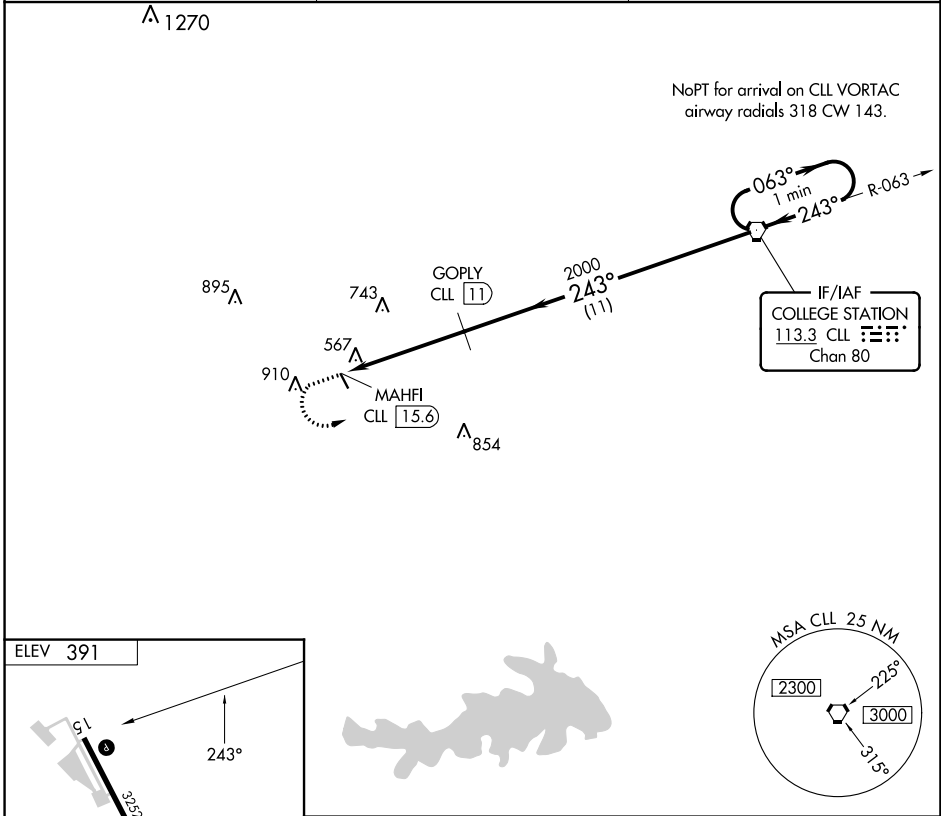 1270
NoPT for arrival on CLL VORTAC
airway radials 318 CW 143.
063°
1 min
243°
R-063
2000
243°
(11)
GOPLY
CLL 11
895
743
567
910
MAHFI
CLL 15.6
854
IF/IAF
COLLEGE STATION
113.3 CLL
Chan 80
ELEV 391
15
P
243°
3252
MSA CLL 25 NM
2300
225°
3000
315°